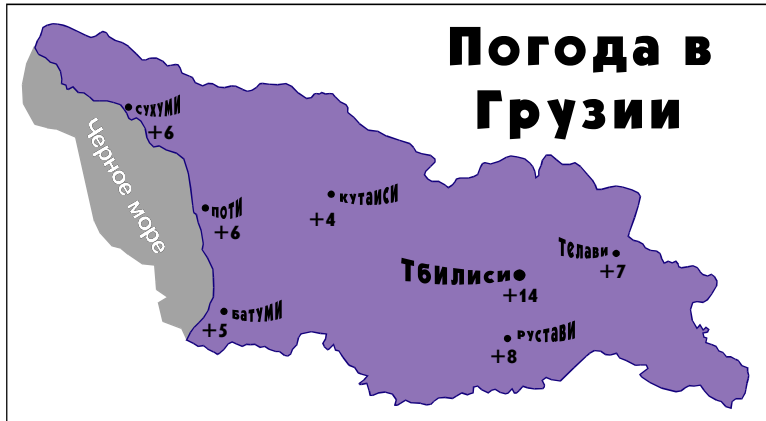 Погода в
Грузии
Сухуми
+6
Черное море
Поти
+6
Кутаиси
+4
Тбилиси
+14
Телави
+7
Батуми
+5
Рустави
+8